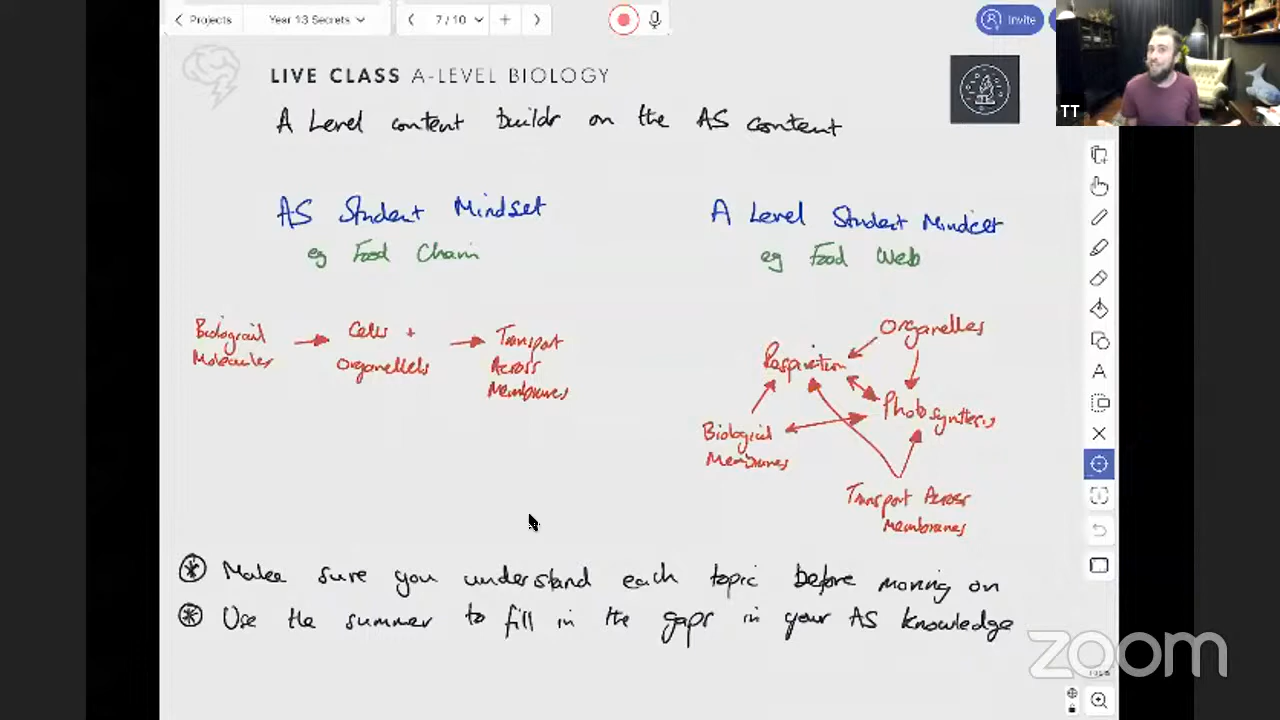 Projects
Year 13 Secrets
7 / 10
Invite
TT
LIVE CLASS A-LEVEL BIOLOGY
A Level content builds on the AS content
AS Student Mindset
eg Food Chain
Biological
Molecules
Cells +
Organellels
Transport
Across
Membranes
A Level Student Mindset
eg Food Web
Organelles
Respiration
Photosynthesis
Biological
Membranes
Transport Across
Membranes
Make sure you understand each topic before moving on
Use the summer to fill in the gaps in your AS knowledge
zoom